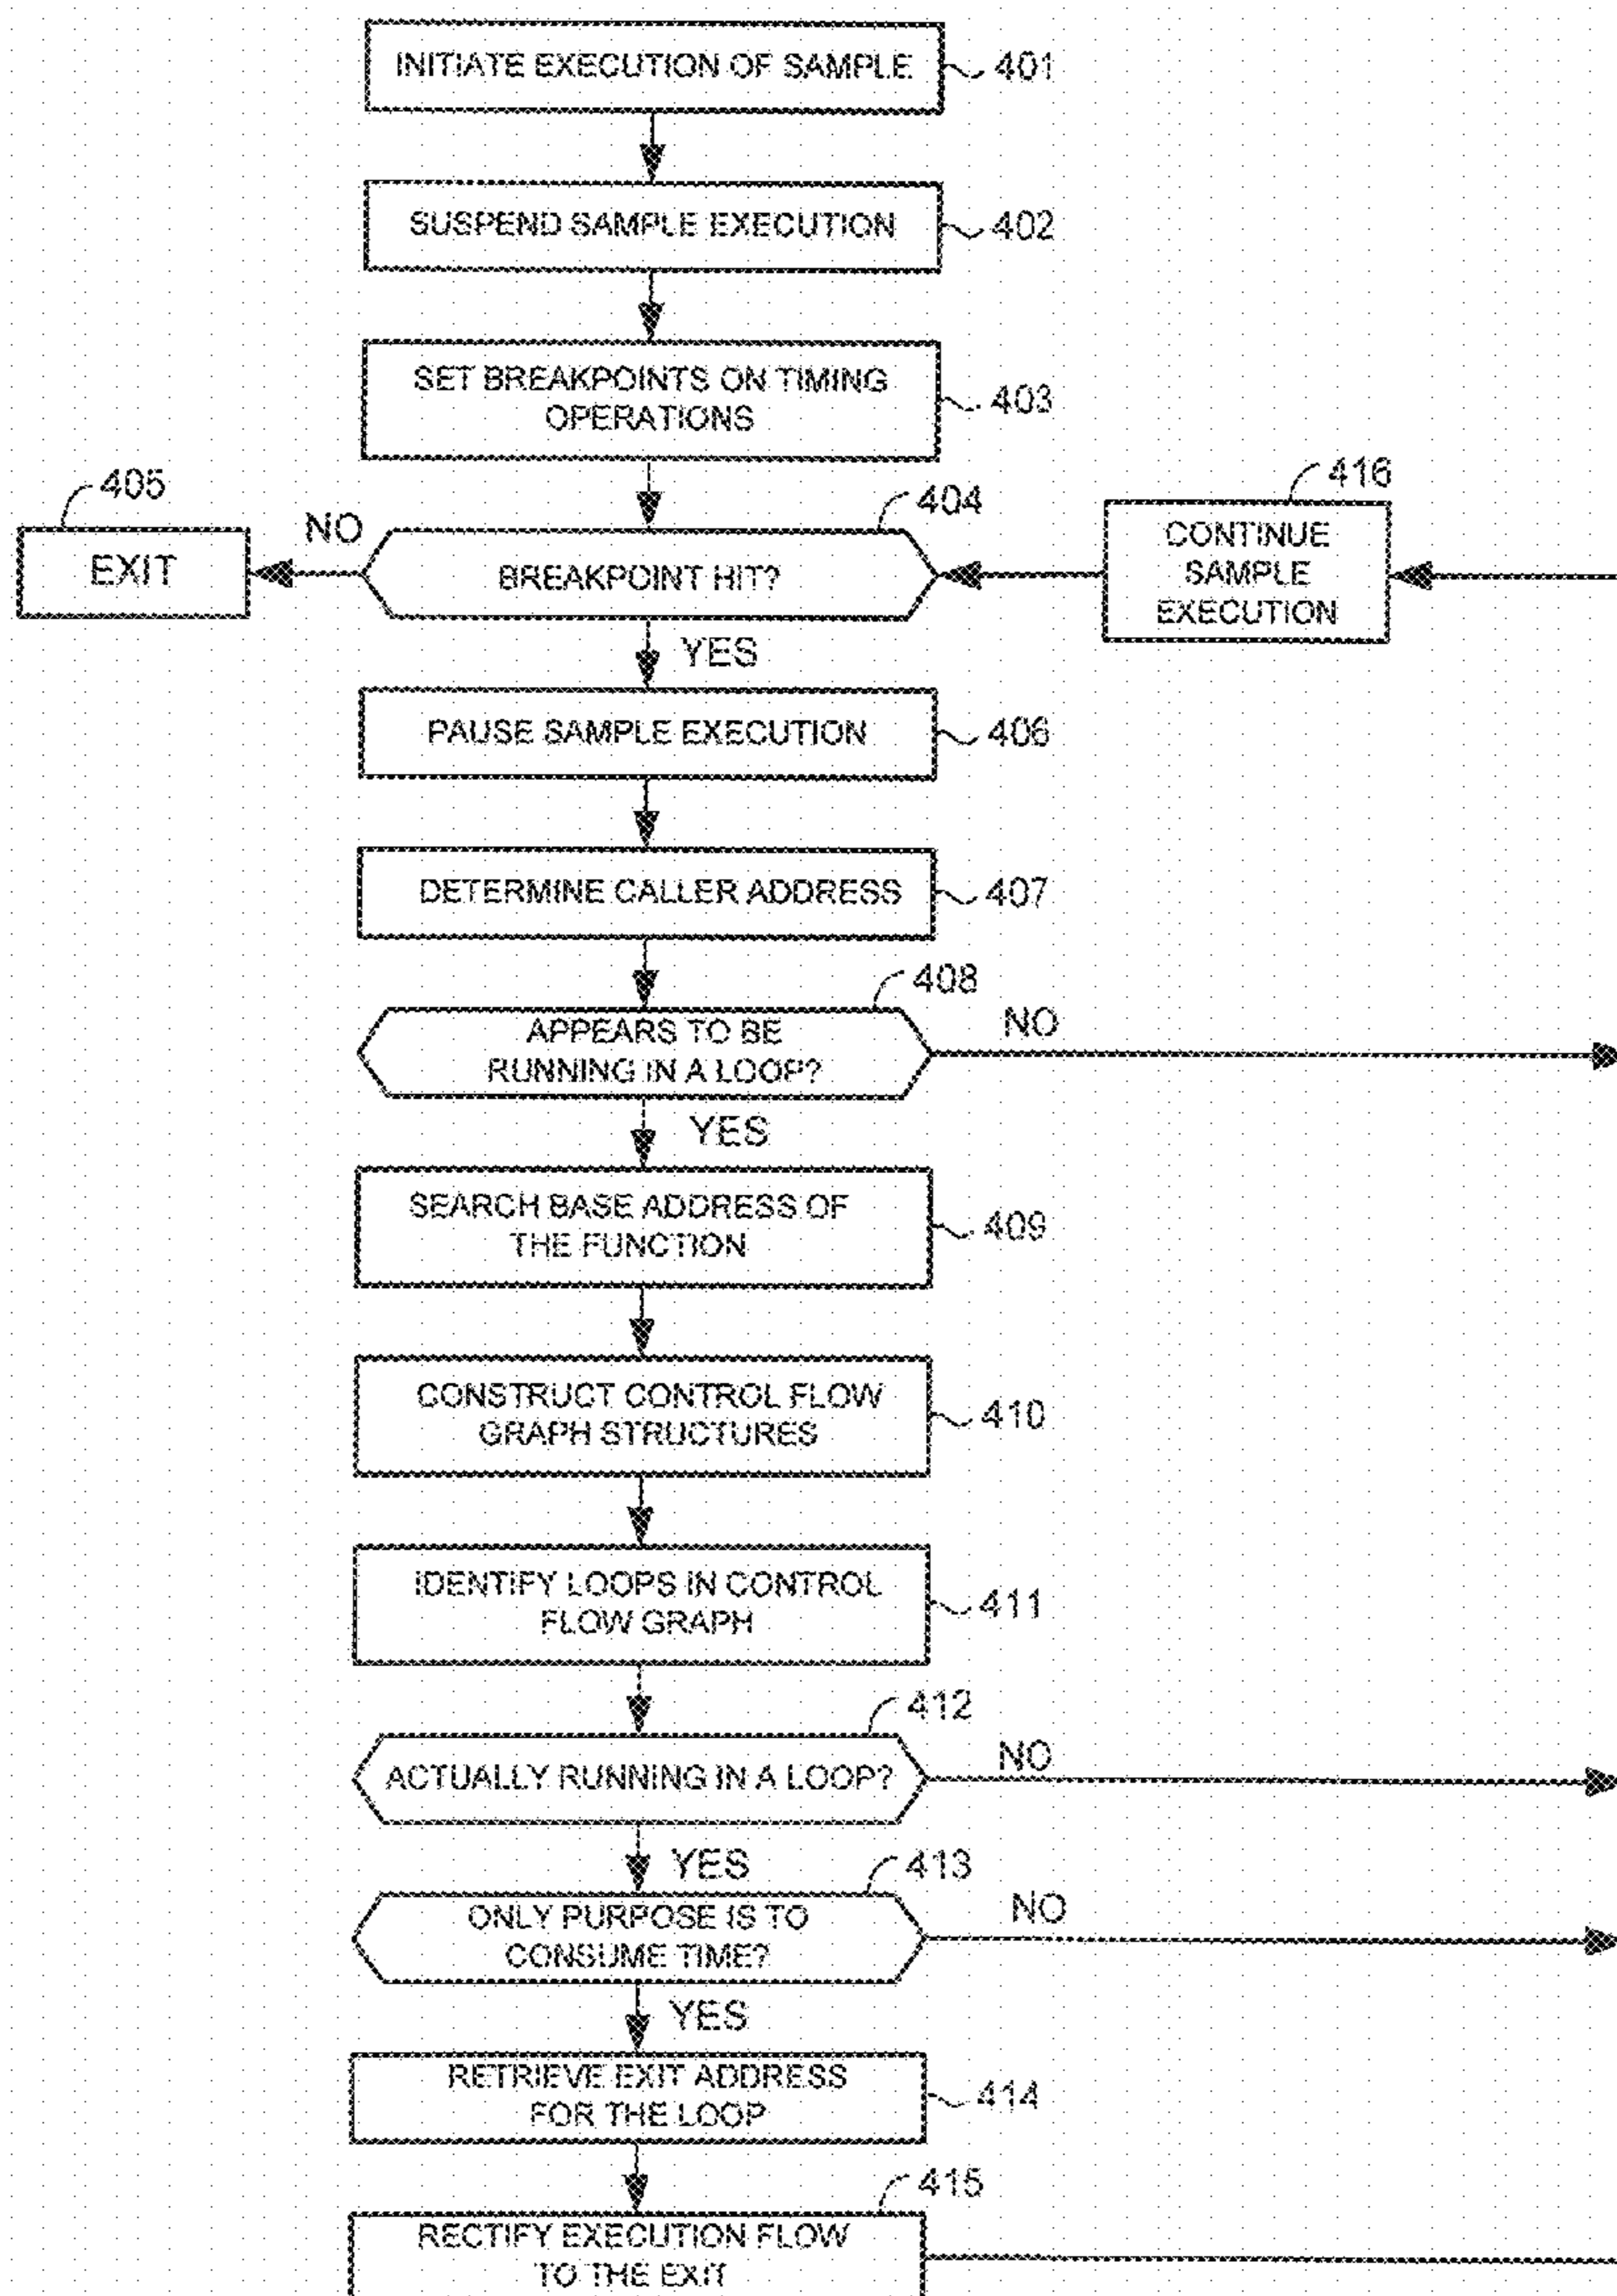 INITIATE EXECUTION OF SAMPLE
401
SUSPEND SAMPLE EXECUTION
402
SET BREAKPOINTS ON TIMING
OPERATIONS
403
405
EXIT
NO
404
BREAKPOINT HIT?
416
CONTINUE
SAMPLE
EXECUTION
YES
PAUSE SAMPLE EXECUTION
406
DETERMINE CALLER ADDRESS
407
408
APPEARS TO BE
RUNNING IN A LOOP?
NO
YES
SEARCH BASE ADDRESS OF
THE FUNCTION
409
CONSTRUCT CONTROL FLOW
GRAPH STRUCTURES
410
IDENTIFY LOOPS IN CONTROL
FLOW GRAPH
411
412
ACTUALLY RUNNING IN A LOOP?
NO
YES
413
ONLY PURPOSE IS TO
CONSUME TIME?
NO
YES
RETRIEVE EXIT ADDRESS
FOR THE LOOP
414
415
RECTIFY EXECUTION FLOW
TO THE EXIT